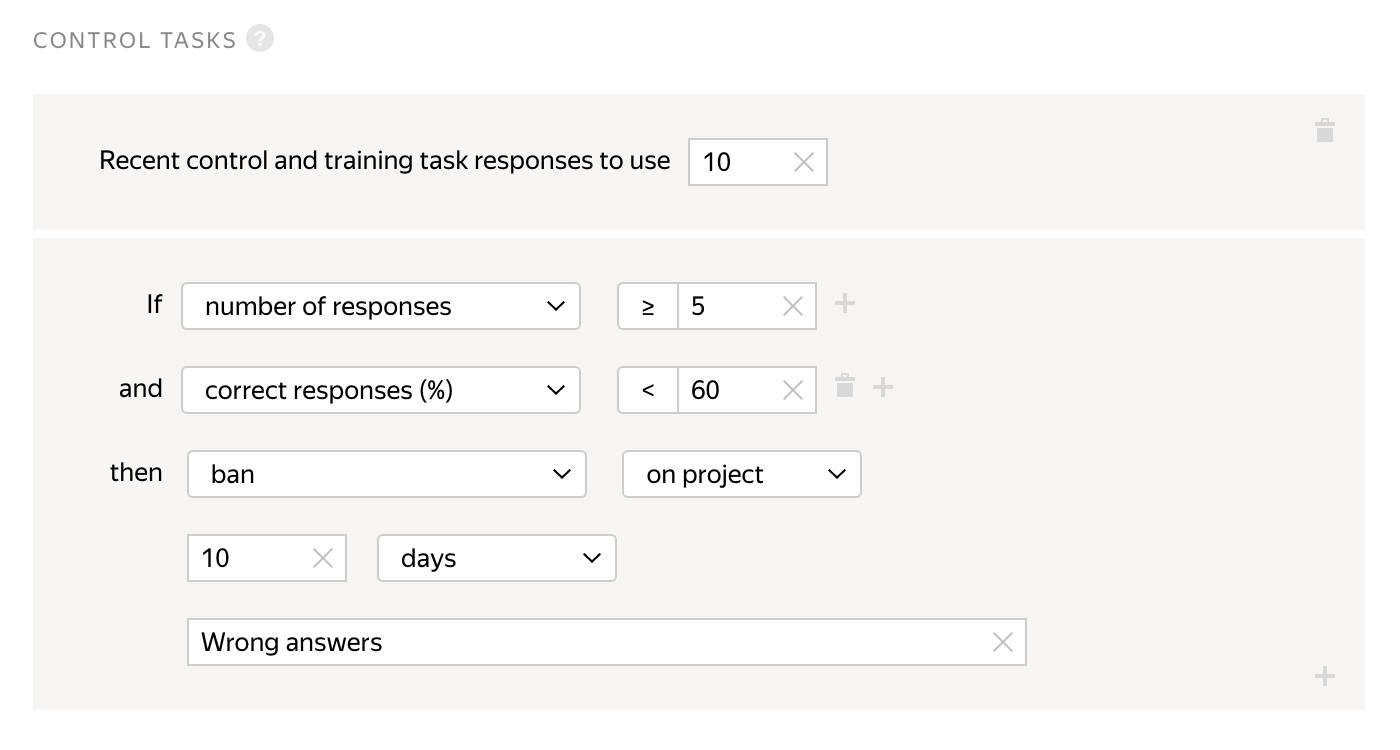 CONTROL TASKS ?
Recent control and training task responses to use 10
If number of responses ≥ 5
and correct responses (%) < 60
then ban on project
10 days
Wrong answers